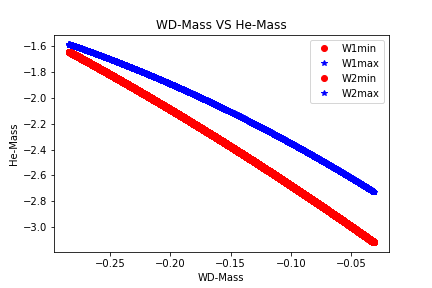 WD-Mass VS He-Mass
−1.6
−1.8
−2.0
−2.2
−2.4
−2.6
−2.8
−3.0
He-Mass
W1min
W1max
W2min
W2max
−0.25
−0.20
−0.15
−0.10
−0.05
WD-Mass